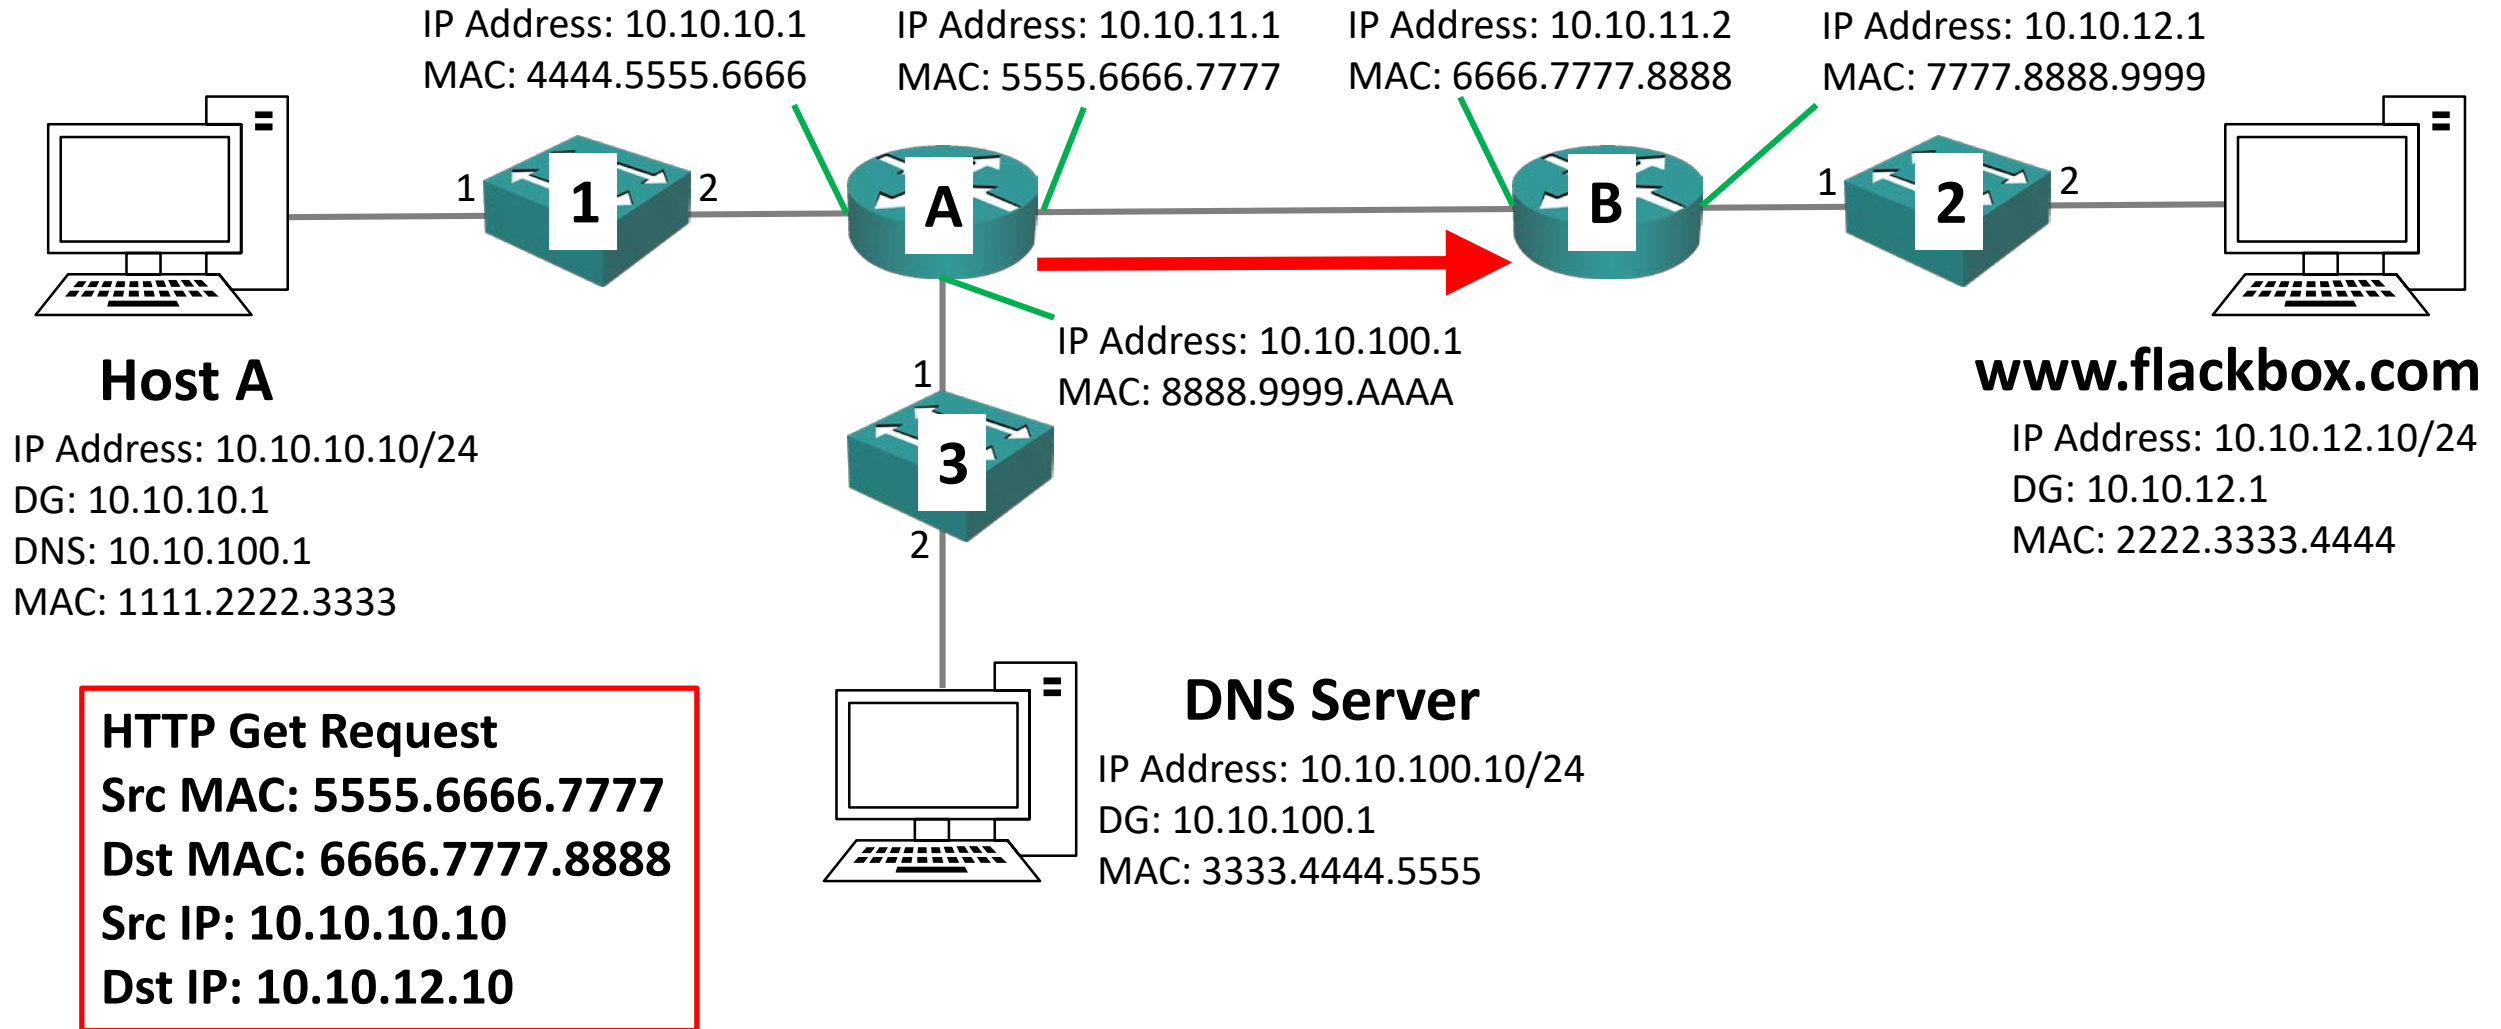 IP Address: 10.10.10.1
MAC: 4444.5555.6666
IP Address: 10.10.11.1
MAC: 5555.6666.7777
IP Address: 10.10.11.2
MAC: 6666.7777.8888
IP Address: 10.10.12.1
MAC: 7777.8888.9999
1
1
2
A
B
1
2
2
IP Address: 10.10.100.1
MAC: 8888.9999.AAAA
1
3
2
Host A
IP Address: 10.10.10.10/24
DG: 10.10.10.1
DNS: 10.10.100.1
MAC: 1111.2222.3333
www.flackbox.com
IP Address: 10.10.12.10/24
DG: 10.10.12.1
MAC: 2222.3333.4444
DNS Server
IP Address: 10.10.100.10/24
DG: 10.10.100.1
MAC: 3333.4444.5555
HTTP Get Request
Src MAC: 5555.6666.7777
Dst MAC: 6666.7777.8888
Src IP: 10.10.10.10
Dst IP: 10.10.12.10